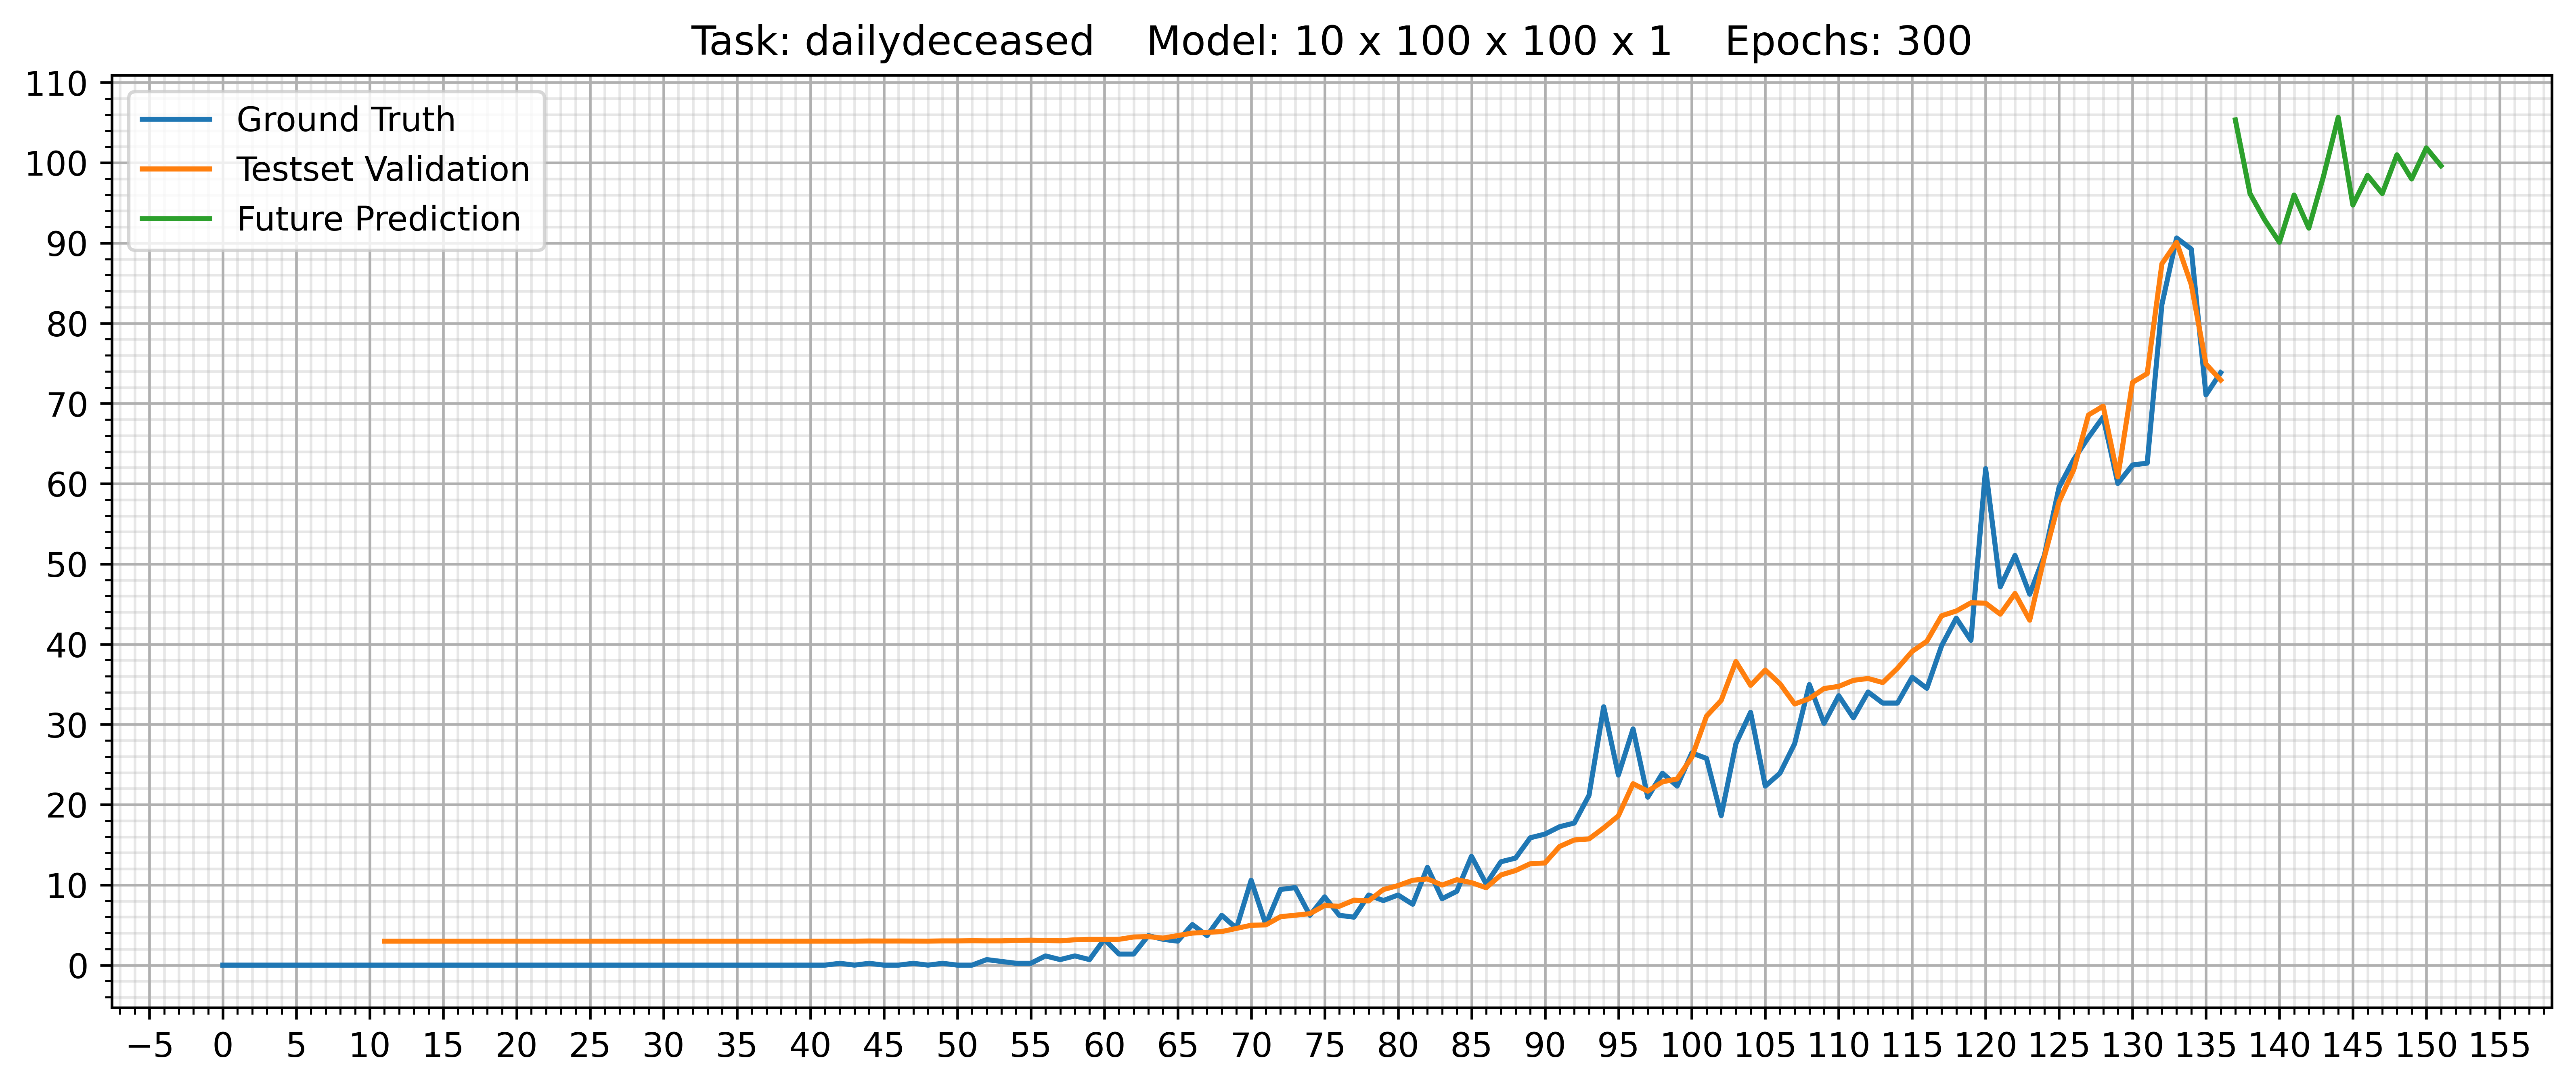 Task: dailydeceased    Model: 10 x 100 x 100 x 1    Epochs: 300
110
100
90
80
70
60
50
40
30
20
10
0
Ground Truth
Testset Validation
Future Prediction
−5 0 5 10 15 20 25 30 35 40 45 50 55 60 65 70 75 80 85 90 95 100 105 110 115 120 125 130 135 140 145 150 155